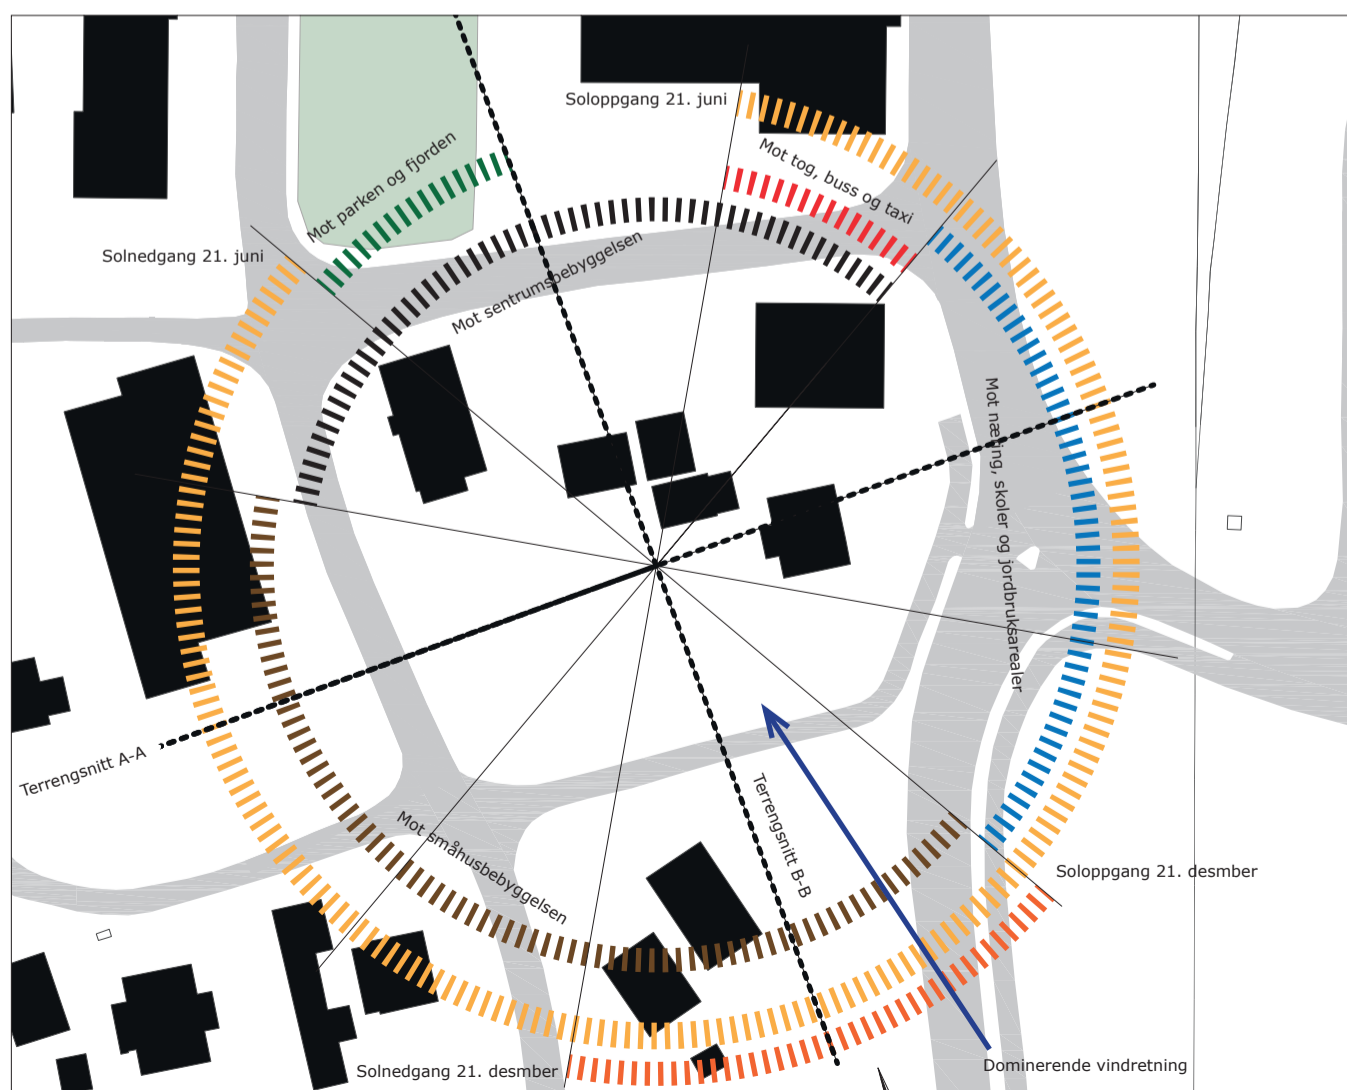 Soloppgang 21. juni
Mot tog, buss og taxi
Mot parken og fjorden
Solnedgang 21. juni
Mot sentrumsbebyggelsen
Mot næring, skoler og jordbruksarealer
Terrengsnitt A-A
Terrengsnitt B-B
Mot småhusbebyggelsen
Soloppgang 21. desmber
Solnedgang 21. desmber
Dominerende vindretning